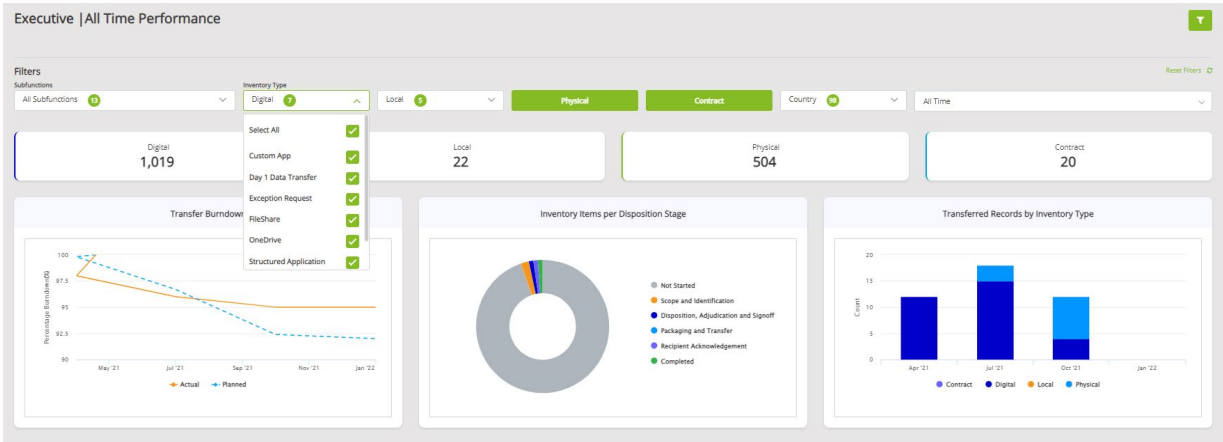 Executive |All Time Performance
Filters
Reset Filters
Subfunctions
Inventory Type
All Subfunctions 13
Digital 7
Local 5
Physical
Contract
Country 98
All Time
Select All
Custom App
Day 1 Data Transfer
Exception Request
FileShare
OneDrive
Structured Application
Digital
1,019
Local
22
Physical
504
Contract
20
Transfer Burndown
100
97.5
95
92.5
90
Percentage Burndown(%)
May '21
Jul '21
Sep '21
Nov '21
Jan '22
Actual
Planned
Inventory Items per Disposition Stage
Not Started
Scope and Identification
Disposition, Adjudication and Signoff
Packaging and Transfer
Recipient Acknowledgement
Completed
Transferred Records by Inventory Type
20
15
10
5
0
Count
Apr '21
Jul '21
Oct '21
Jan '22
Contract
Digital
Local
Physical